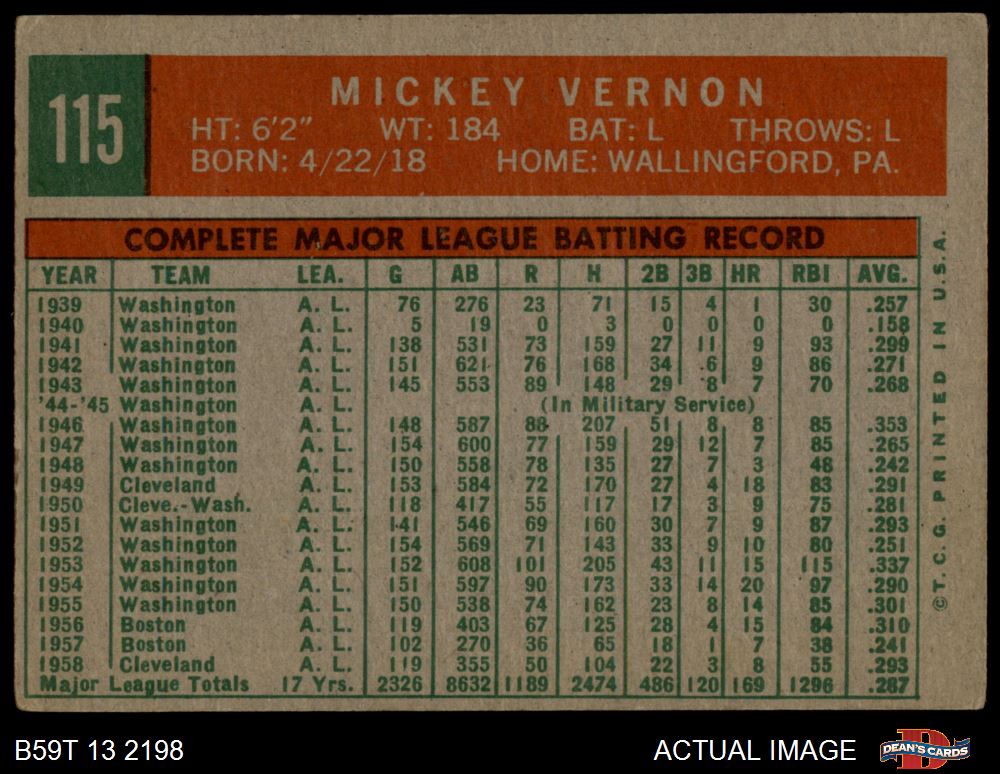 115
MICKEY VERNON
HT: 6'2" WT: 184 BAT: L THROWS: L
BORN: 4/22/18 HOME: WALLINGFORD, PA.
COMPLETE MAJOR LEAGUE BATTING RECORD
YEAR TEAM LEA. G AB R H 2B 3B HR RBI AVG.
1939 Washington A. L. 76 276 23 71 15 4 1 30 .257
1940 Washington A. L. 5 19 0 3 0 0 0 0 .158
1941 Washington A. L. 138 531 73 159 27 11 9 93 .299
1942 Washington A. L. 151 621 76 168 34 6 9 86 .271
1943 Washington A. L. 145 553 89 148 29 8 7 70 .268
'44-'45 Washington A. L. (In Military Service)
1946 Washington A. L. 148 587 88 207 51 8 8 85 .353
1947 Washington A. L. 154 600 77 159 29 12 7 85 .265
1948 Washington A. L. 150 558 78 135 27 7 3 48 .242
1949 Cleveland A. L. 153 584 72 170 27 4 18 83 .291
1950 Cleve.-Wash. A. L. 118 417 55 117 17 3 9 75 .281
1951 Washington A. L. 141 546 69 160 30 7 9 87 .293
1952 Washington A. L. 154 569 71 143 33 9 10 80 .251
1953 Washington A. L. 152 608 101 205 43 11 15 115 .337
1954 Washington A. L. 151 597 90 173 33 14 20 97 .290
1955 Washington A. L. 150 538 74 162 23 8 14 85 .301
1956 Boston A. L. 119 403 67 125 28 4 15 84 .310
1957 Boston A. L. 102 270 36 65 18 1 7 38 .241
1958 Cleveland A. L. 119 355 50 104 22 3 8 55 .293
Major League Totals 17 Yrs. 2326 8632 1189 2474 486 120 169 1296 .287
©T.C.G. PRINTED IN U.S.A.
B59T 13 2198
ACTUAL IMAGE
DEAN'S CARDS